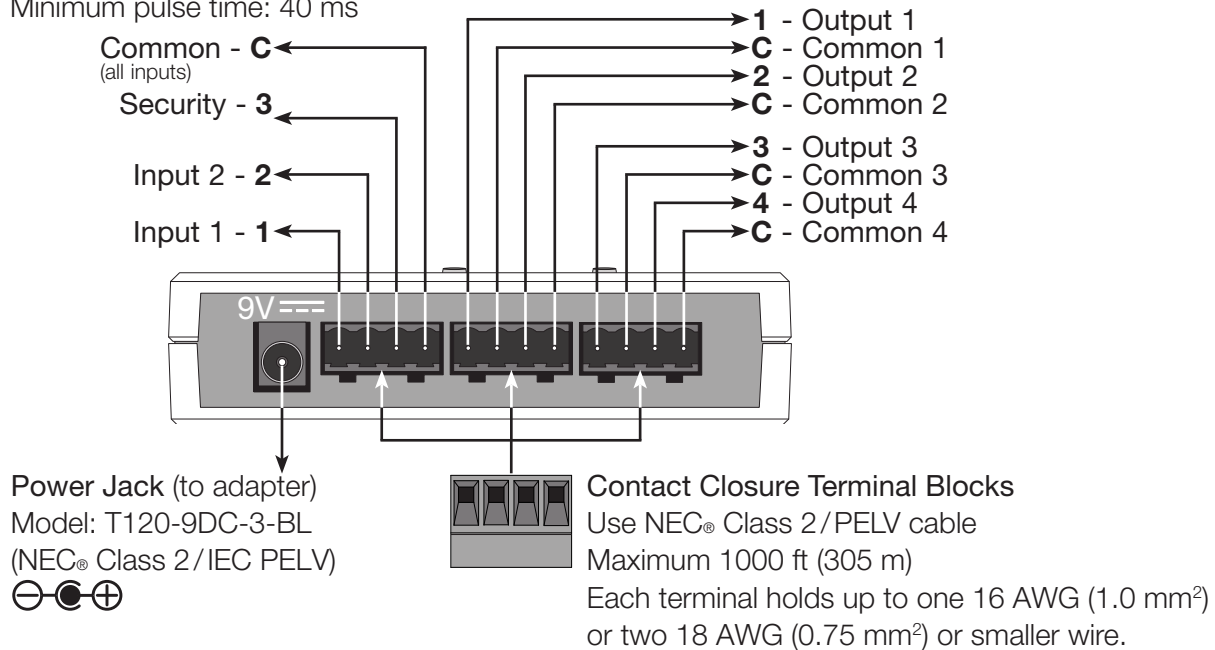 Minimum pulse time: 40 ms
Common - C
(all inputs)
Security - 3
Input 2 - 2
Input 1 - 1
1 - Output 1
C - Common 1
2 - Output 2
C - Common 2
3 - Output 3
C - Common 3
4 - Output 4
C - Common 4
9V
Power Jack (to adapter)
Model: T120-9DC-3-BL
(NEC® Class 2/IEC PELV)
Contact Closure Terminal Blocks
Use NEC® Class 2/PELV cable
Maximum 1000 ft (305 m)
Each terminal holds up to one 16 AWG (1.0 mm²)
or two 18 AWG (0.75 mm²) or smaller wire.